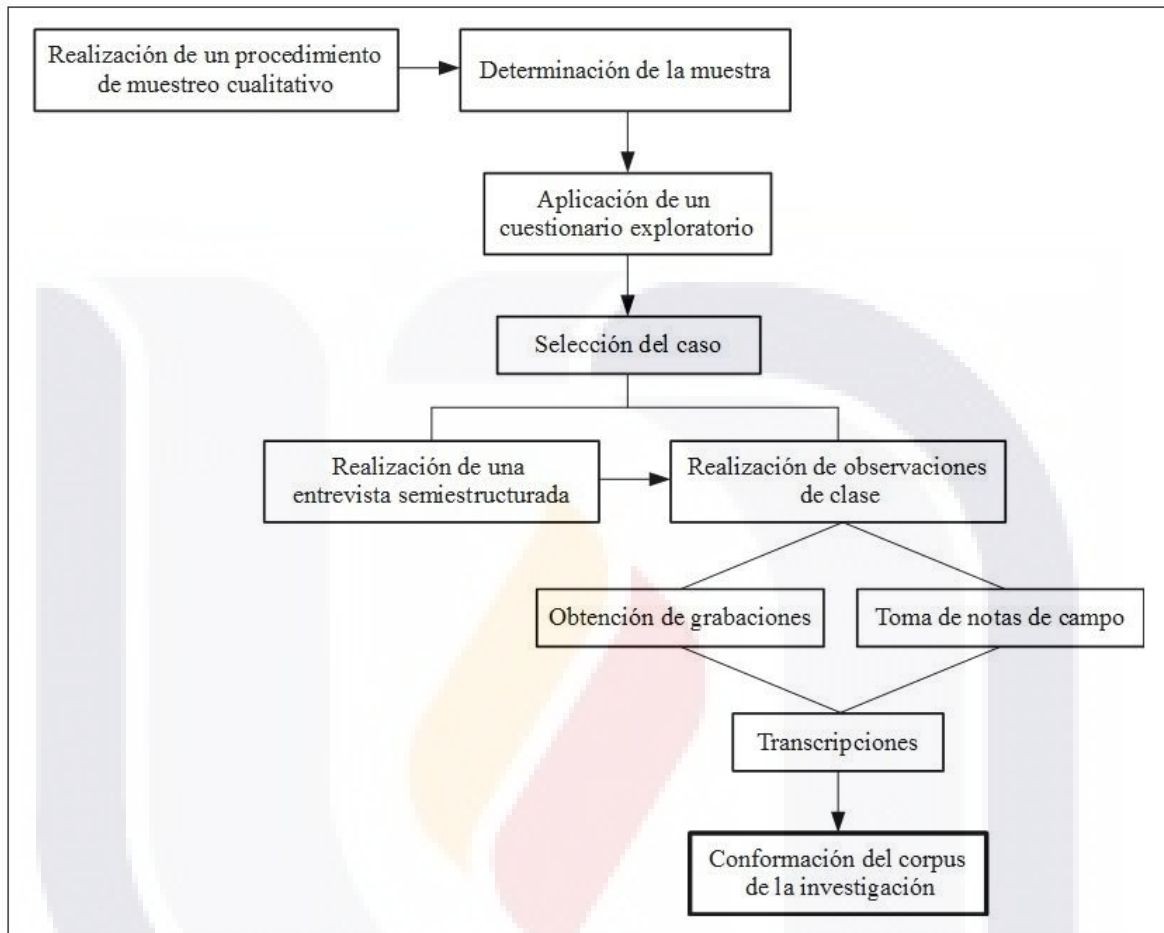 Realización de un procedimiento
de muestreo cualitativo
Determinación de la muestra
Aplicación de un
cuestionario exploratorio
Selección del caso
Realización de una
entrevista semiestructurada
Realización de observaciones
de clase
Obtención de grabaciones
Toma de notas de campo
Transcripciones
Conformación del corpus
de la investigación